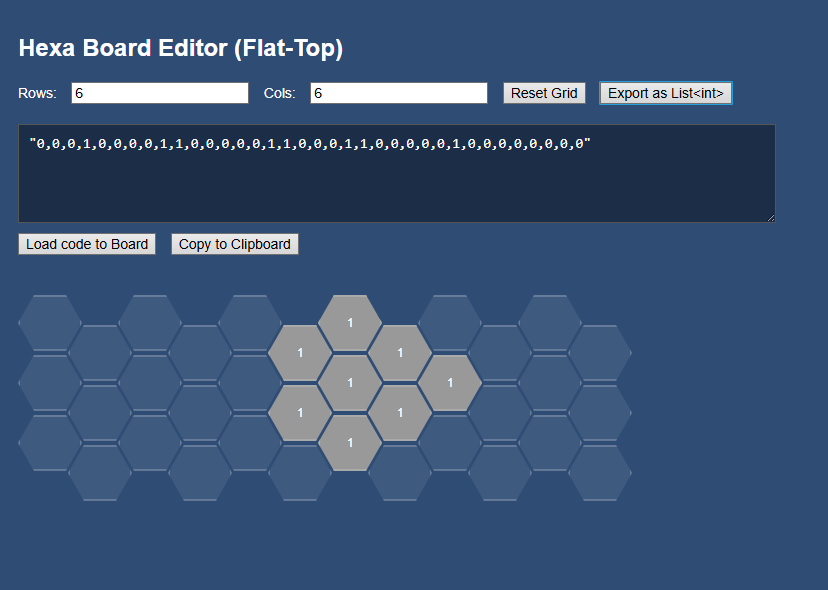 Hexa Board Editor (Flat-Top)
Rows: 6 Cols: 6 Reset Grid Export as List<int>
"0,0,0,1,0,0,0,0,1,1,0,0,0,0,0,1,1,0,0,0,1,1,0,0,0,0,0,1,0,0,0,0,0,0,0,0"
Load code to Board Copy to Clipboard
1
1 1
1 1
1 1
1